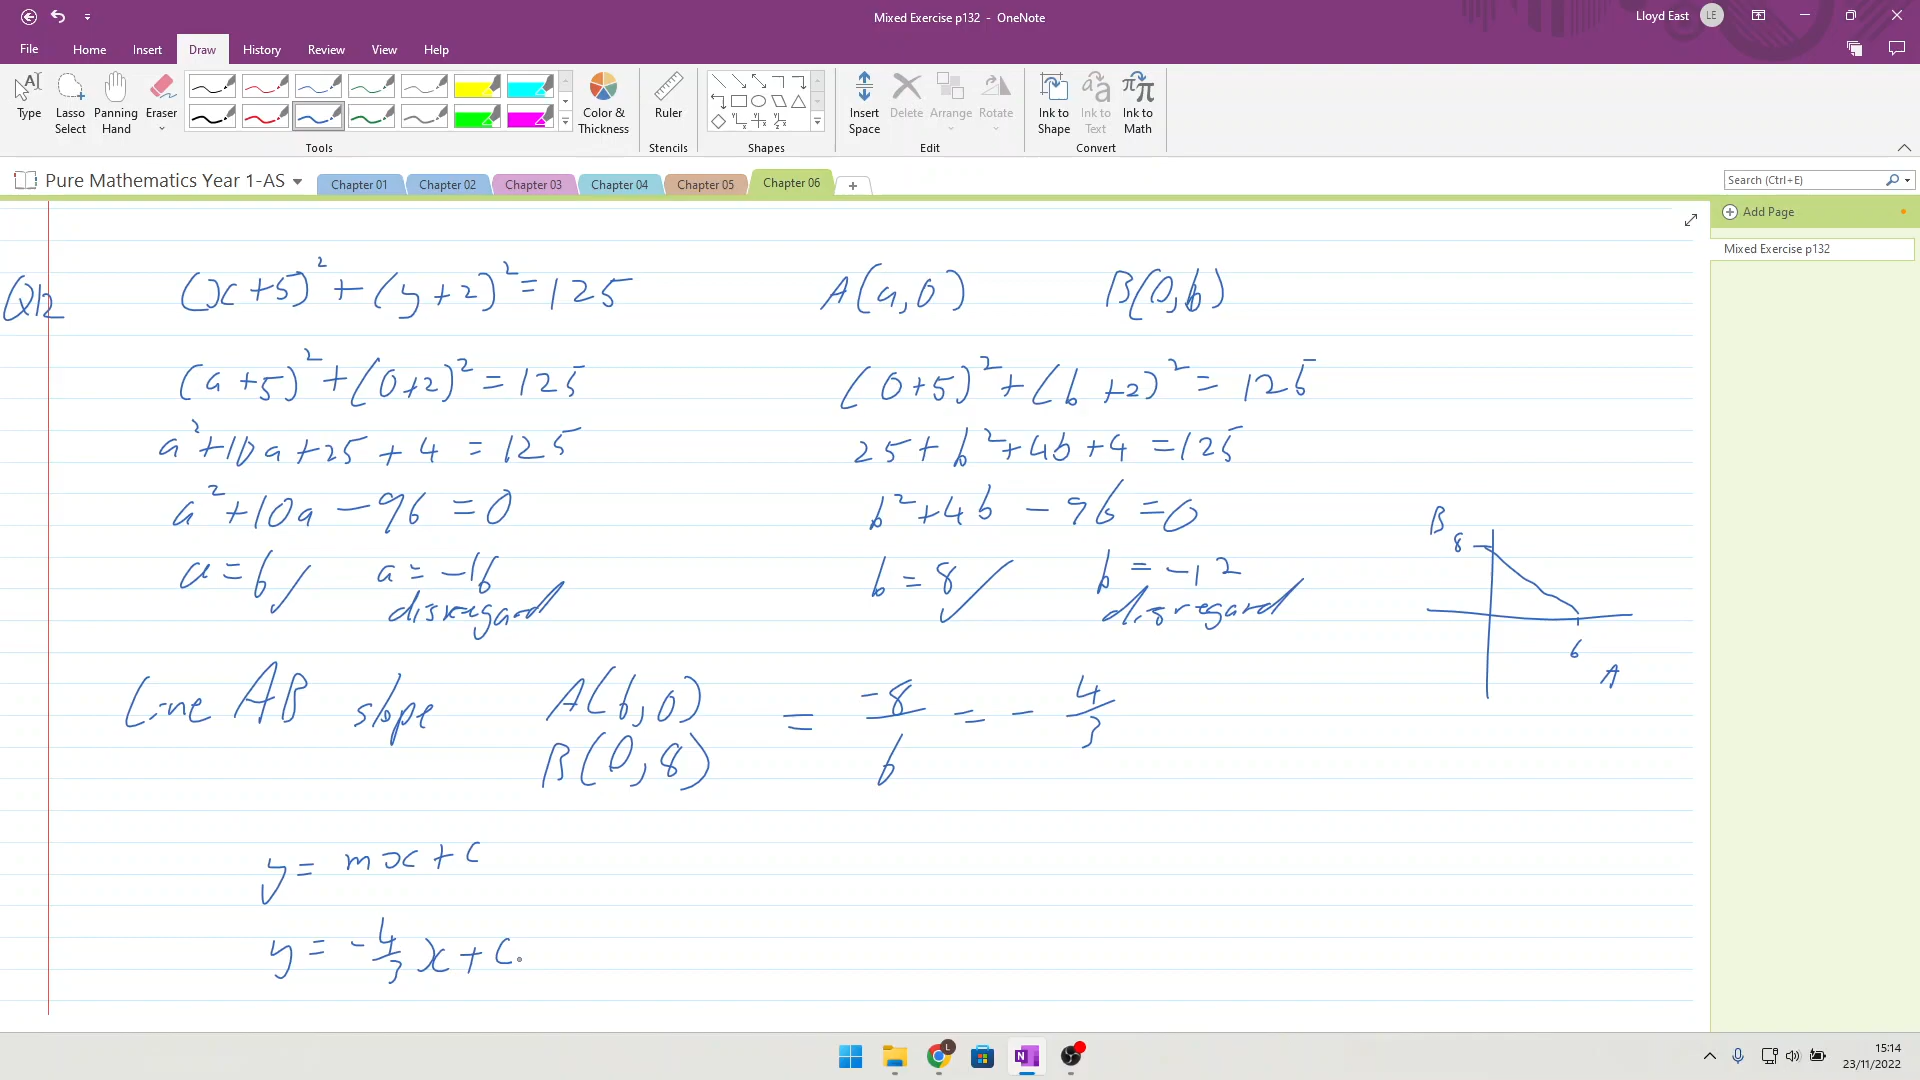 Mixed Exercise p132 - OneNote
Lloyd East LE
File Home Insert Draw History Review View Help
Type
Lasso Select
Panning Hand
Eraser
Color & Thickness
Ruler
Insert Space
Delete
Arrange
Rotate
Ink to Shape
Ink to Text
Ink to Math
Tools Stencils Shapes Edit Convert
Pure Mathematics Year 1-AS Chapter 01 Chapter 02 Chapter 03 Chapter 04 Chapter 05 Chapter 06
Search (Ctrl+E)
Add Page
Mixed Exercise p132
Q12 (x+5)²+(y+2)²=125 A(a,0) B(0,b)
(a+5)²+(0+2)²=125 (0+5)²+(b+2)²=125
a²+10a+25+4=125 25+b²+4b+4=125
a²+10a-96=0 b²+4b-96=0
a=6✓ a=-16 b=8✓ b=-12
disregard disregard
B
8
6
A
Line AB slope A(6,0) = -8/6 = -4/3
B(0,8)
y=mx+c
y=-4/3x+c
15:14
23/11/2022